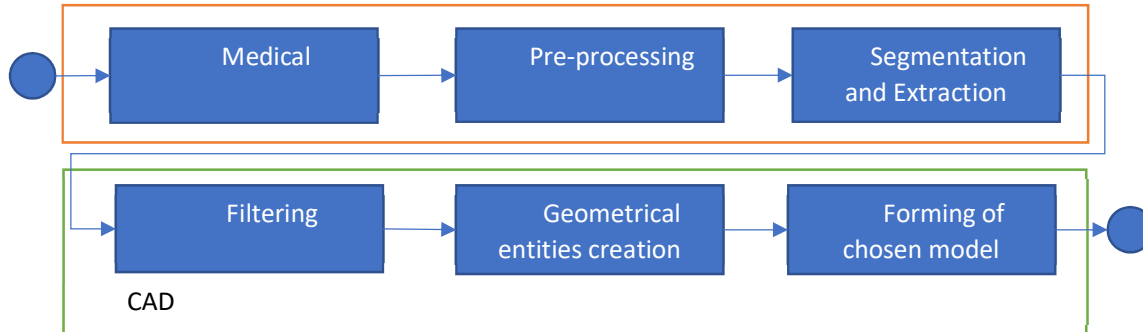 Medical
Pre-processing
Segmentation
and Extraction
Filtering
Geometrical
entities creation
Forming of
chosen model
CAD